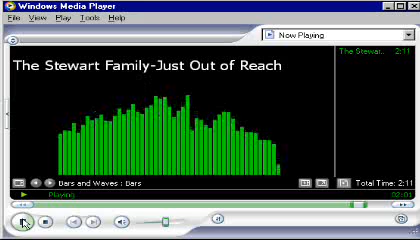 Windows Media Player
File View Play Tools Help
Now Playing
The Stewar.. 2:11
The Stewart Family-Just Out of Reach
Bars and Waves : Bars
Total Time: 2:11
Playing 02:01